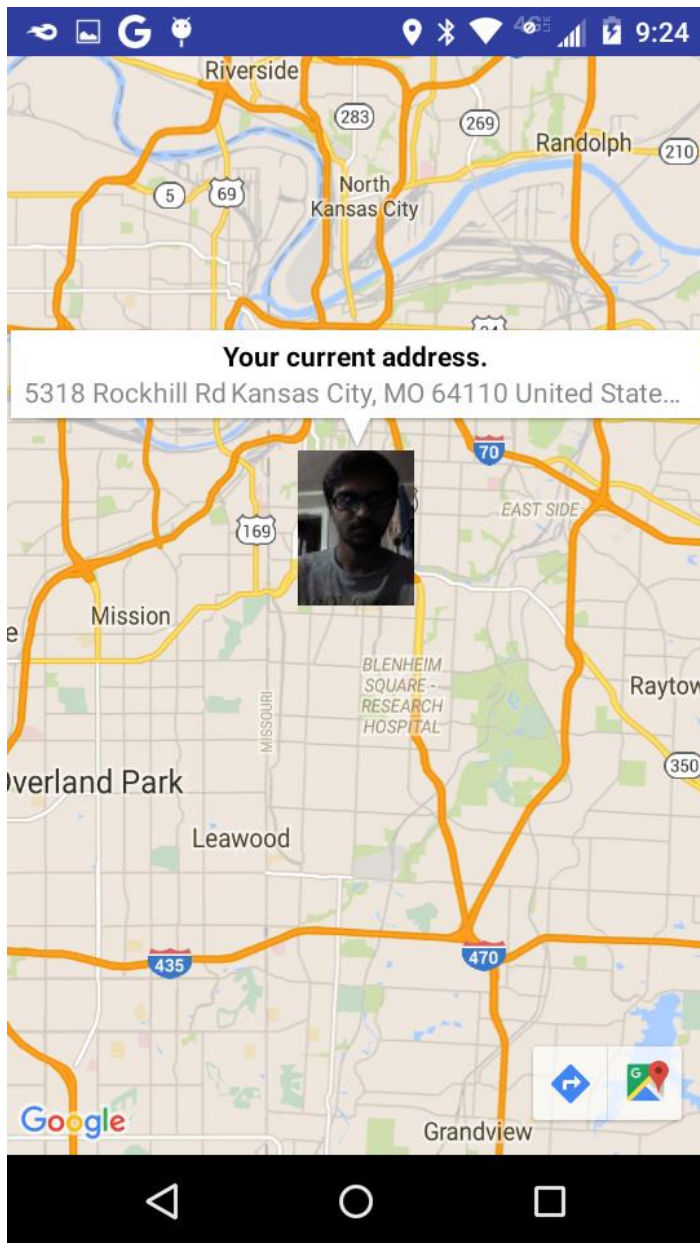 9:24
Riverside
283
269
Randolph
210
5
69
North
Kansas City
Your current address.
5318 Rockhill Rd Kansas City, MO 64110 United State...
70
EAST SIDE
169
Mission
e
BLENHEIM
SQUARE -
RESEARCH
HOSPITAL
MISSOURI
Raytow
350
Overland Park
Leawood
435
470
Google
Grandview